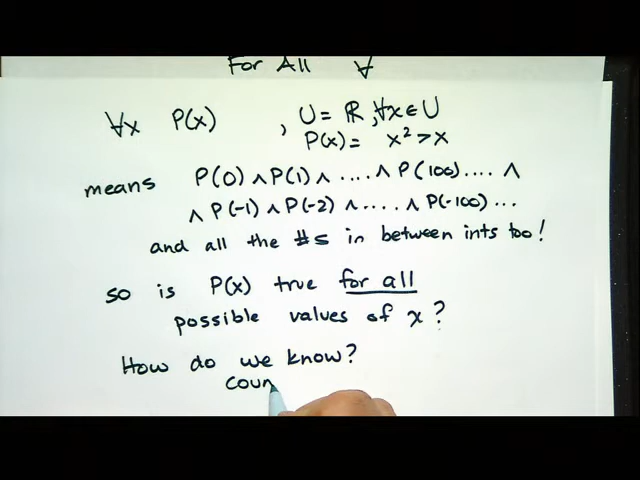 For All ∀
∀x P(x) , U = ℝ, ∀x ∈ U
P(x) = x² > x
means P(0) ∧ P(1) ∧ ..... ∧ P(100) .... ∧
∧ P(-1) ∧ P(-2) ∧ ..... ∧ P(-100) ...
and all the #s in between ints too!
so is P(x) true for all
possible values of x?
How do we know?
coun